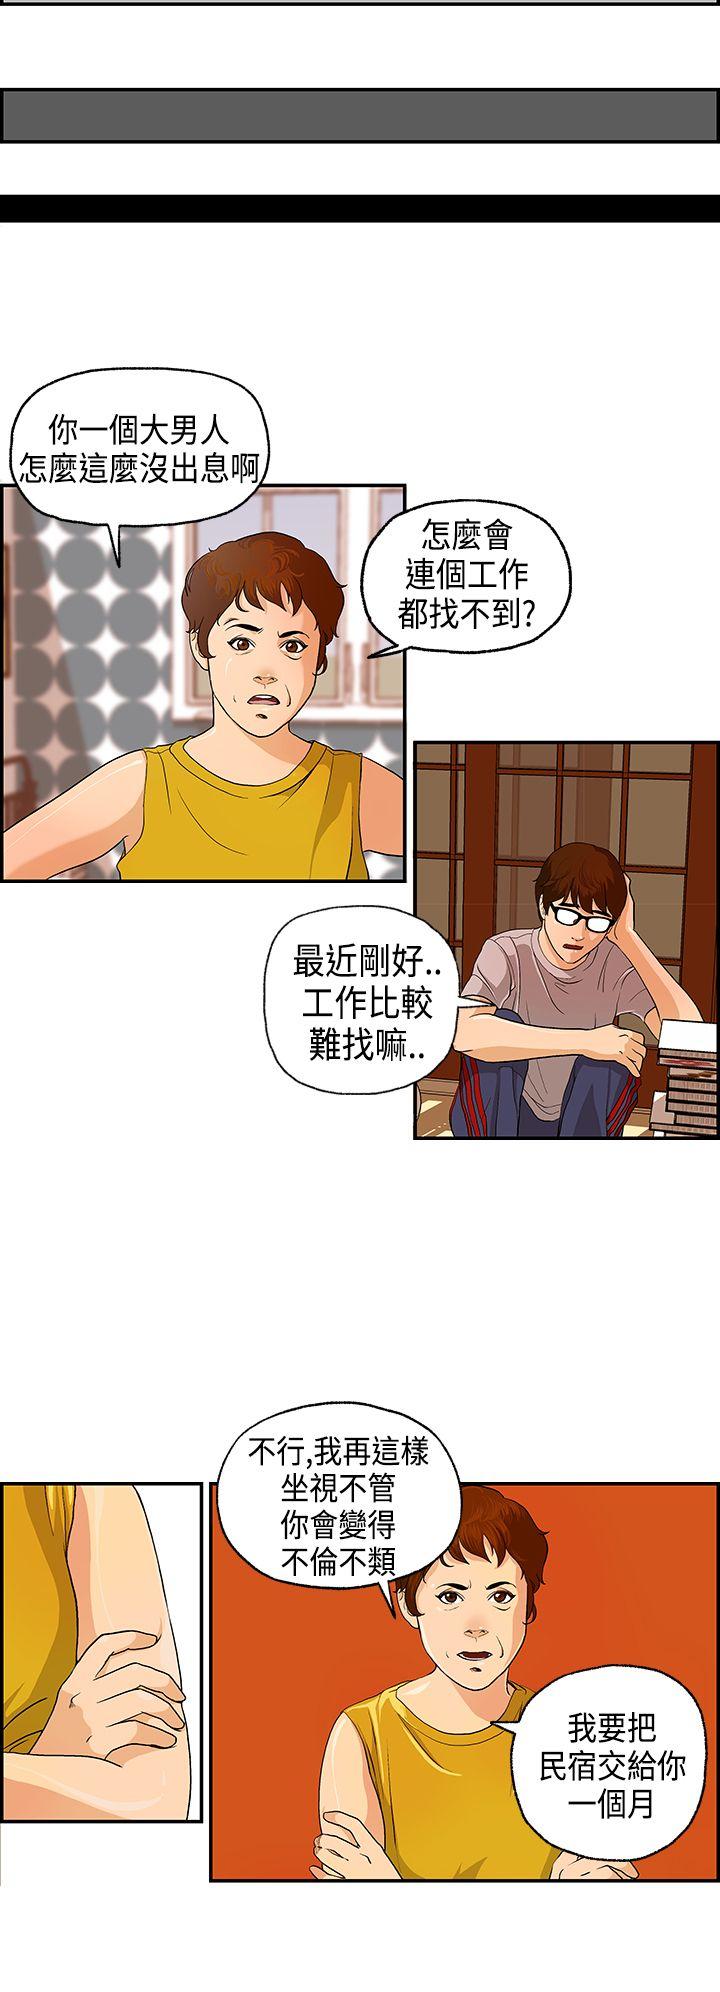 你一個大男人
怎麼這麼沒出息啊
怎麼會
連個工作
都找不到?
最近剛好..
工作比較
難找嘛..
不行,我再這樣
坐視不管
你會變得
不倫不類
我要把
民宿交給你
一個月